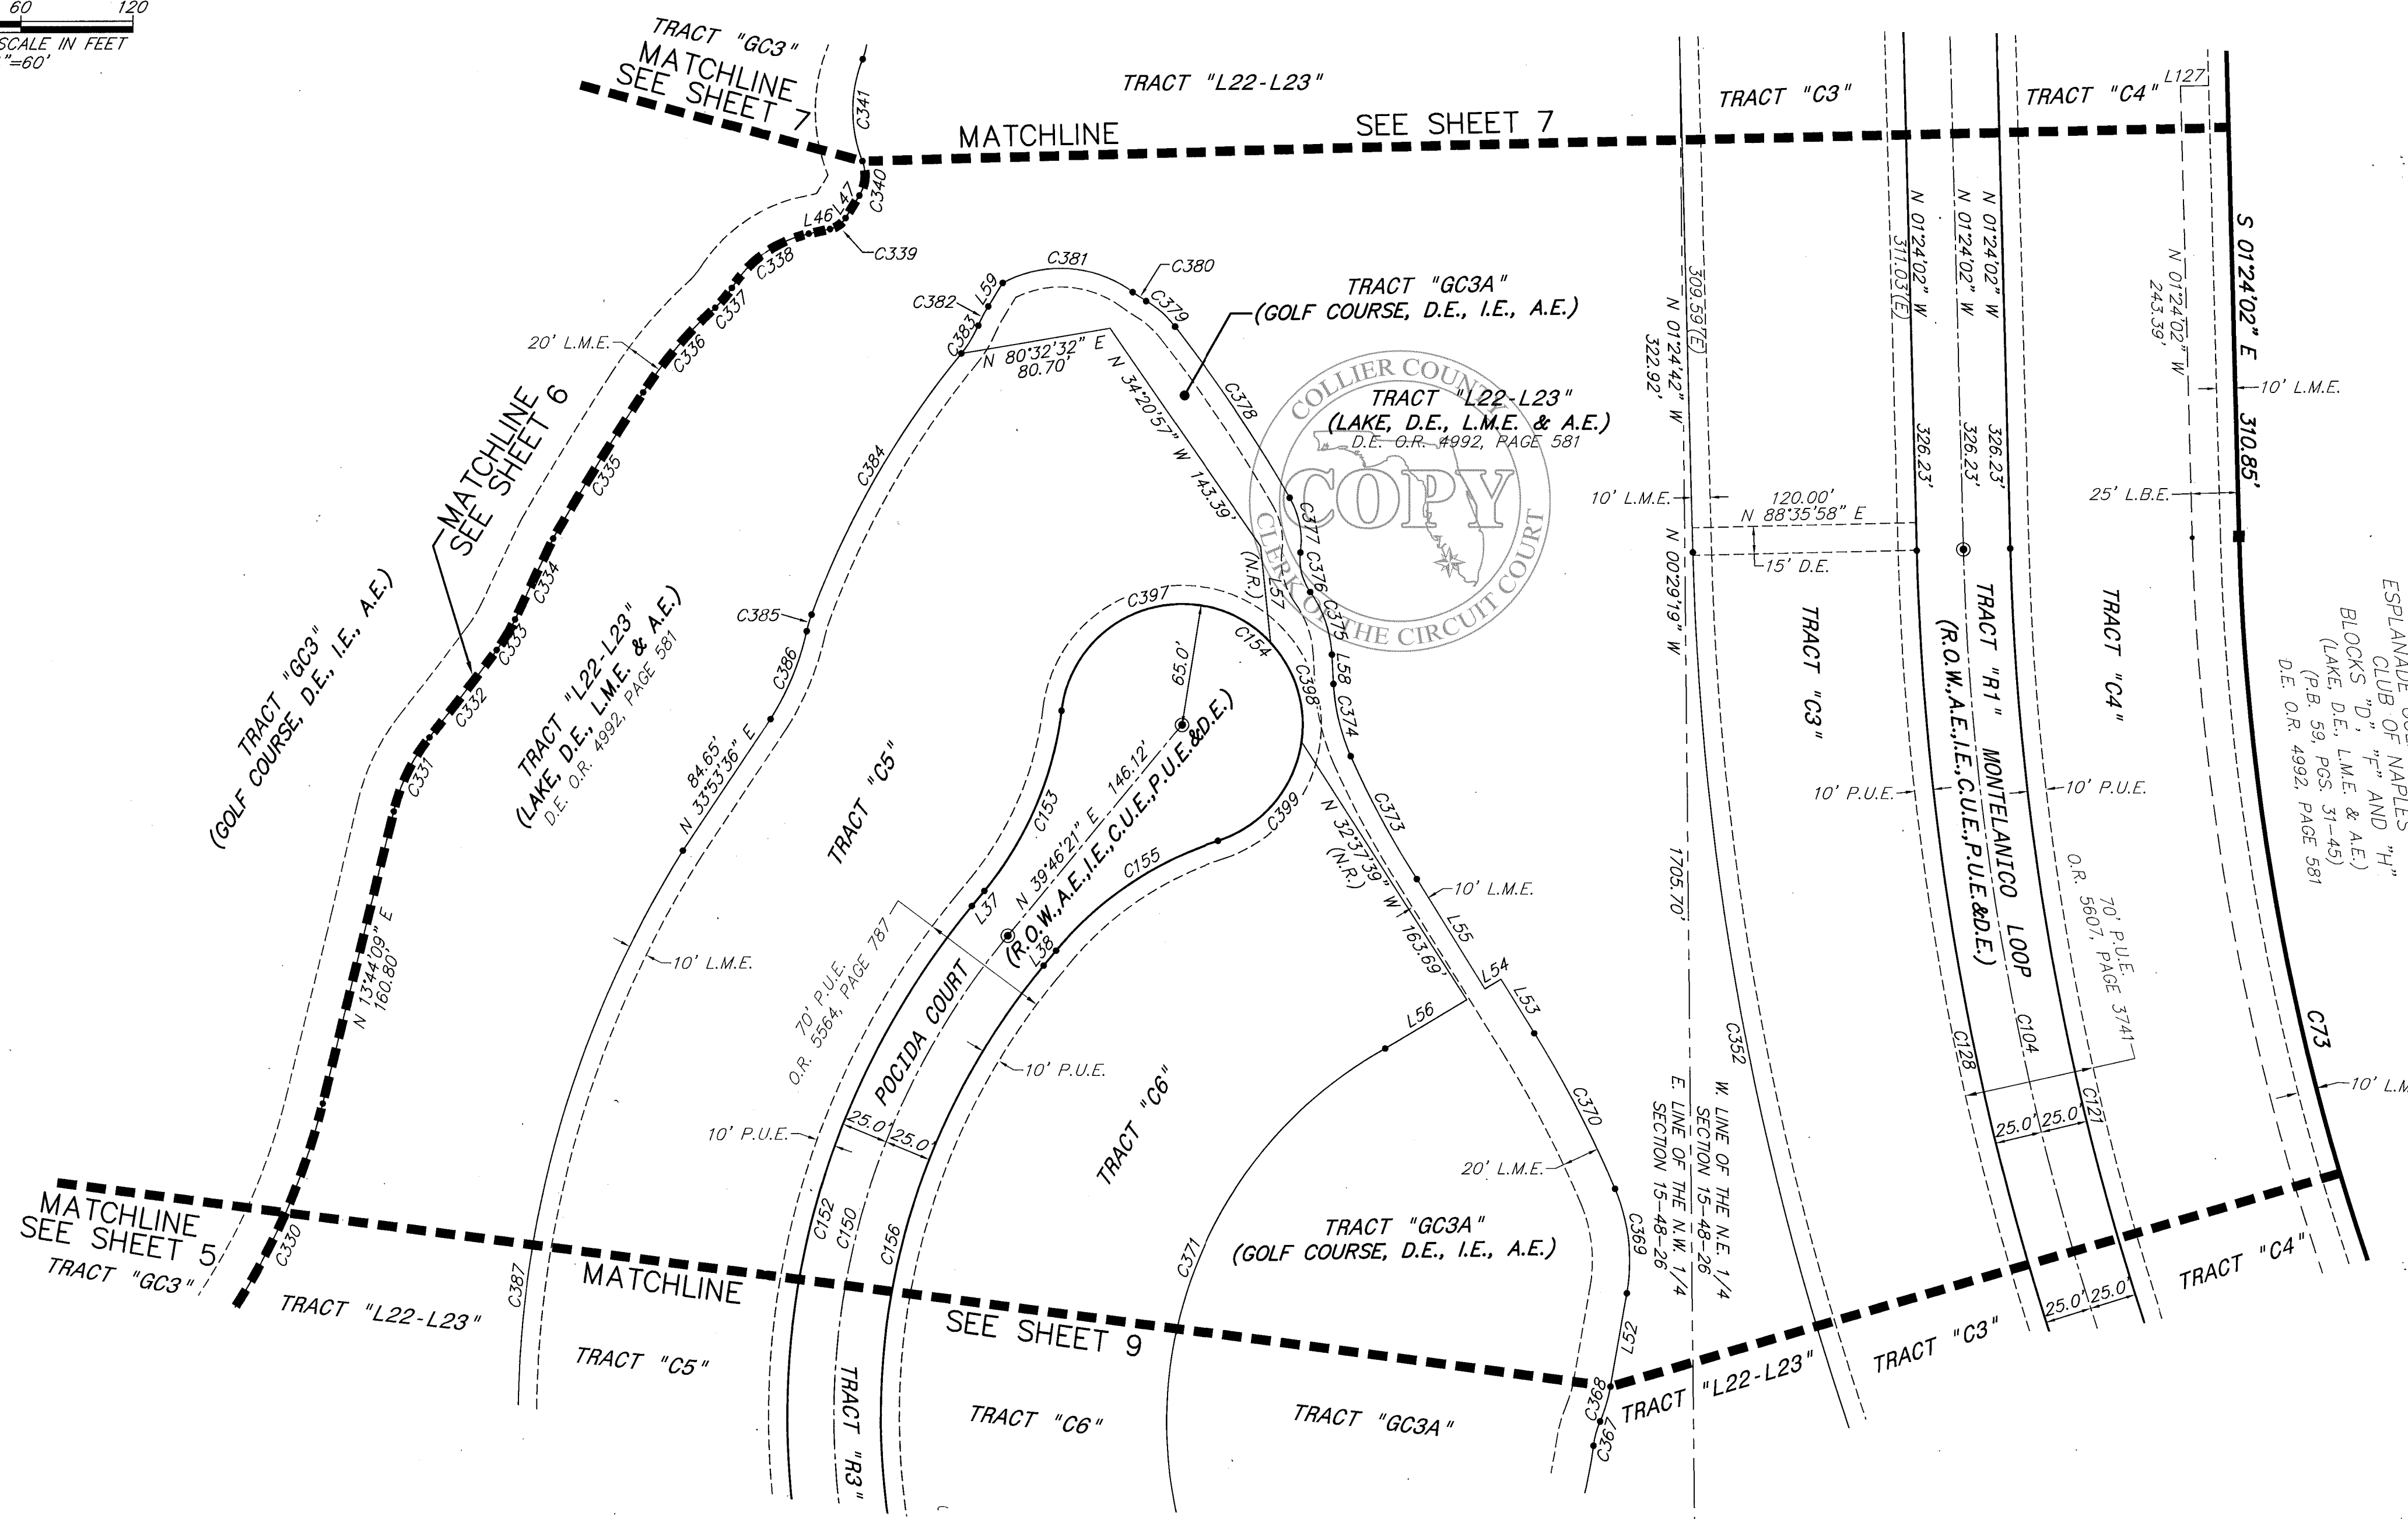 60 120
SCALE IN FEET
"=60'
TRACT "GC3"
MATCHLINE
SEE SHEET 7
C341
TRACT "L22-L23"
MATCHLINE
SEE SHEET 7
TRACT "C3"
TRACT "C4"
L127
C340
L47
L46
C339
C338
C337
C336
20' L.M.E.
C335
MATCHLINE
SEE SHEET 6
C334
C333
C332
C331
TRACT "GC3"
(GOLF COURSE, D.E., I.E., A.E.)
TRACT "L22-L23"
(LAKE, D.E., L.M.E. & A.E.)
D.E. O.R. 4992, PAGE 581
N 13°44'09" E
160.80'
C330
MATCHLINE
SEE SHEET 5
TRACT "GC3"
TRACT "L22-L23"
C381
C380
C379
L59
C382
C383
N 80°32'32" E
80.70'
N 34°20'57" W 143.39'
(N.R.)
L57
C384
C385
C386
84.65'
N 33°53'36" E
10' L.M.E.
C387
TRACT "C5"
TRACT "C5"
TRACT "GC3A"
(GOLF COURSE, D.E., I.E., A.E.)
TRACT "L22-L23"
(LAKE, D.E., L.M.E. & A.E.)
D.E. O.R. 4992, PAGE 581
COLLIER COUNTY
COPY
CLERK OF THE CIRCUIT COURT
C378
C377
C376
C375
L58
C374
C373
10' L.M.E.
L55
L54
L53
L56
C397
C154
C398
65.0'
C399
C153
C155
N 39°46'21" E 146.12'
(R.O.W.,A.E.,I.E.,C.U.E.,P.U.E.&D.E.)
L37
L38
POCIDA COURT
70' P.U.E.
O.R. 5564, PAGE 787
10' P.U.E.
10' P.U.E.
25.0'
25.0'
C152
C150
C156
N 32°37'39" W 163.69'
(N.R.)
TRACT "C6"
C371
C370
20' L.M.E.
C369
L52
C368
C367
TRACT "GC3A"
(GOLF COURSE, D.E., I.E., A.E.)
MATCHLINE
SEE SHEET 9
TRACT "R3"
TRACT "C6"
TRACT "GC3A"
TRACT "L22-L23"
TRACT "C3"
TRACT "C4"
309.59'(E)
N 01°24'42" W
322.92'
10' L.M.E.
120.00'
N 88°35'58" E
15' D.E.
N 00°29'19" W
1705.70'
W. LINE OF THE N.E. 1/4
SECTION 15-48-26
E. LINE OF THE N.W. 1/4
SECTION 15-48-26
C352
TRACT "C3"
311.03'(E)
N 01°24'02" W
326.23'
N 01°24'02" W
326.23'
N 01°24'02" W
326.23'
TRACT "R1" MONTELANICO LOOP
(R.O.W.,A.E.,I.E.,C.U.E.,P.U.E.&D.E.)
10' P.U.E.
10' P.U.E.
C128
C104
C121
25.0'
25.0'
70' P.U.E.
O.R. 5607, PAGE 3741
25.0'
25.0'
TRACT "C4"
N 01°24'02" W
243.39'
S 01°24'02" E 310.85'
10' L.M.E.
25' L.B.E.
CLUB OF NAPLES
BLOCKS "D", "F" AND "H"
(LAKE, D.E., L.M.E. & A.E.)
(P.B. 59, PGS. 31-45)
D.E. O.R. 4992, PAGE 581
C73
10' L.M